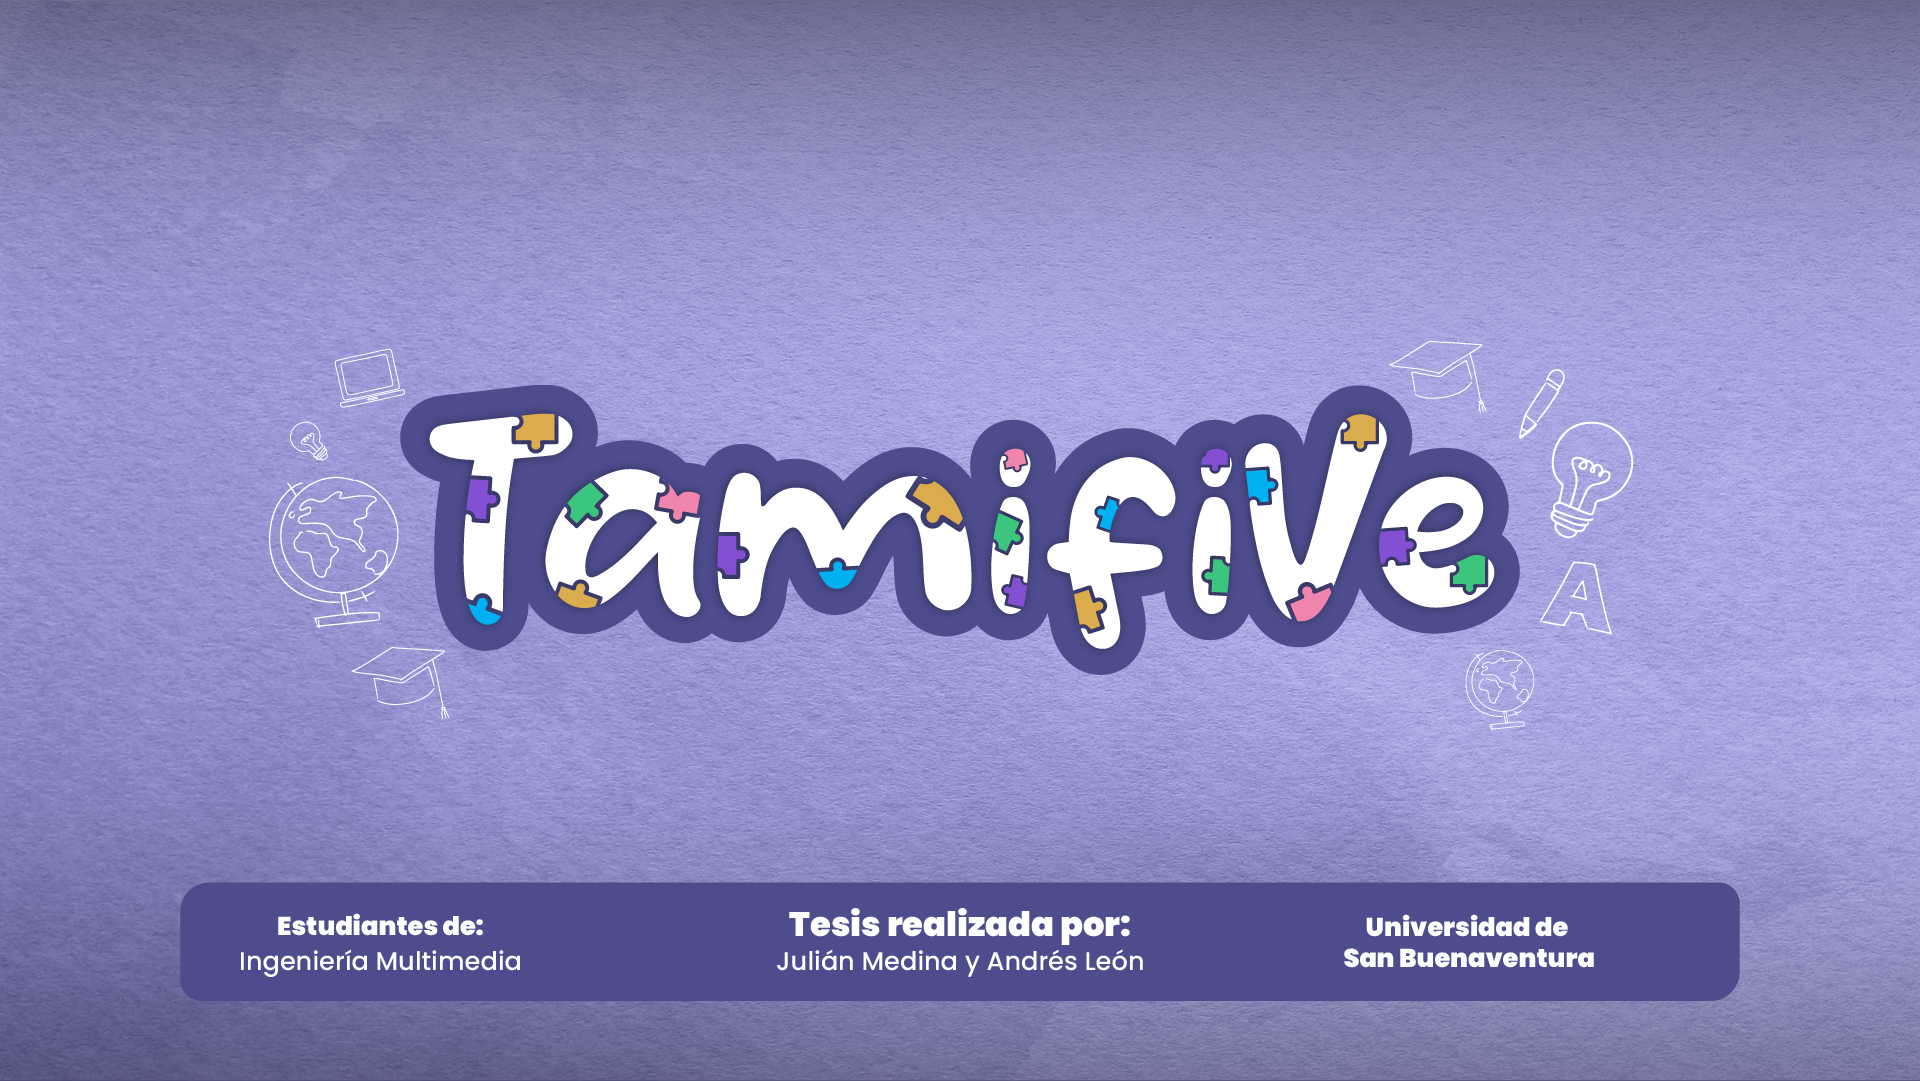 Tamifive
A
Estudiantes de:
Ingeniería Multimedia
Tesis realizada por:
Julián Medina y Andrés León
Universidad de
San Buenaventura